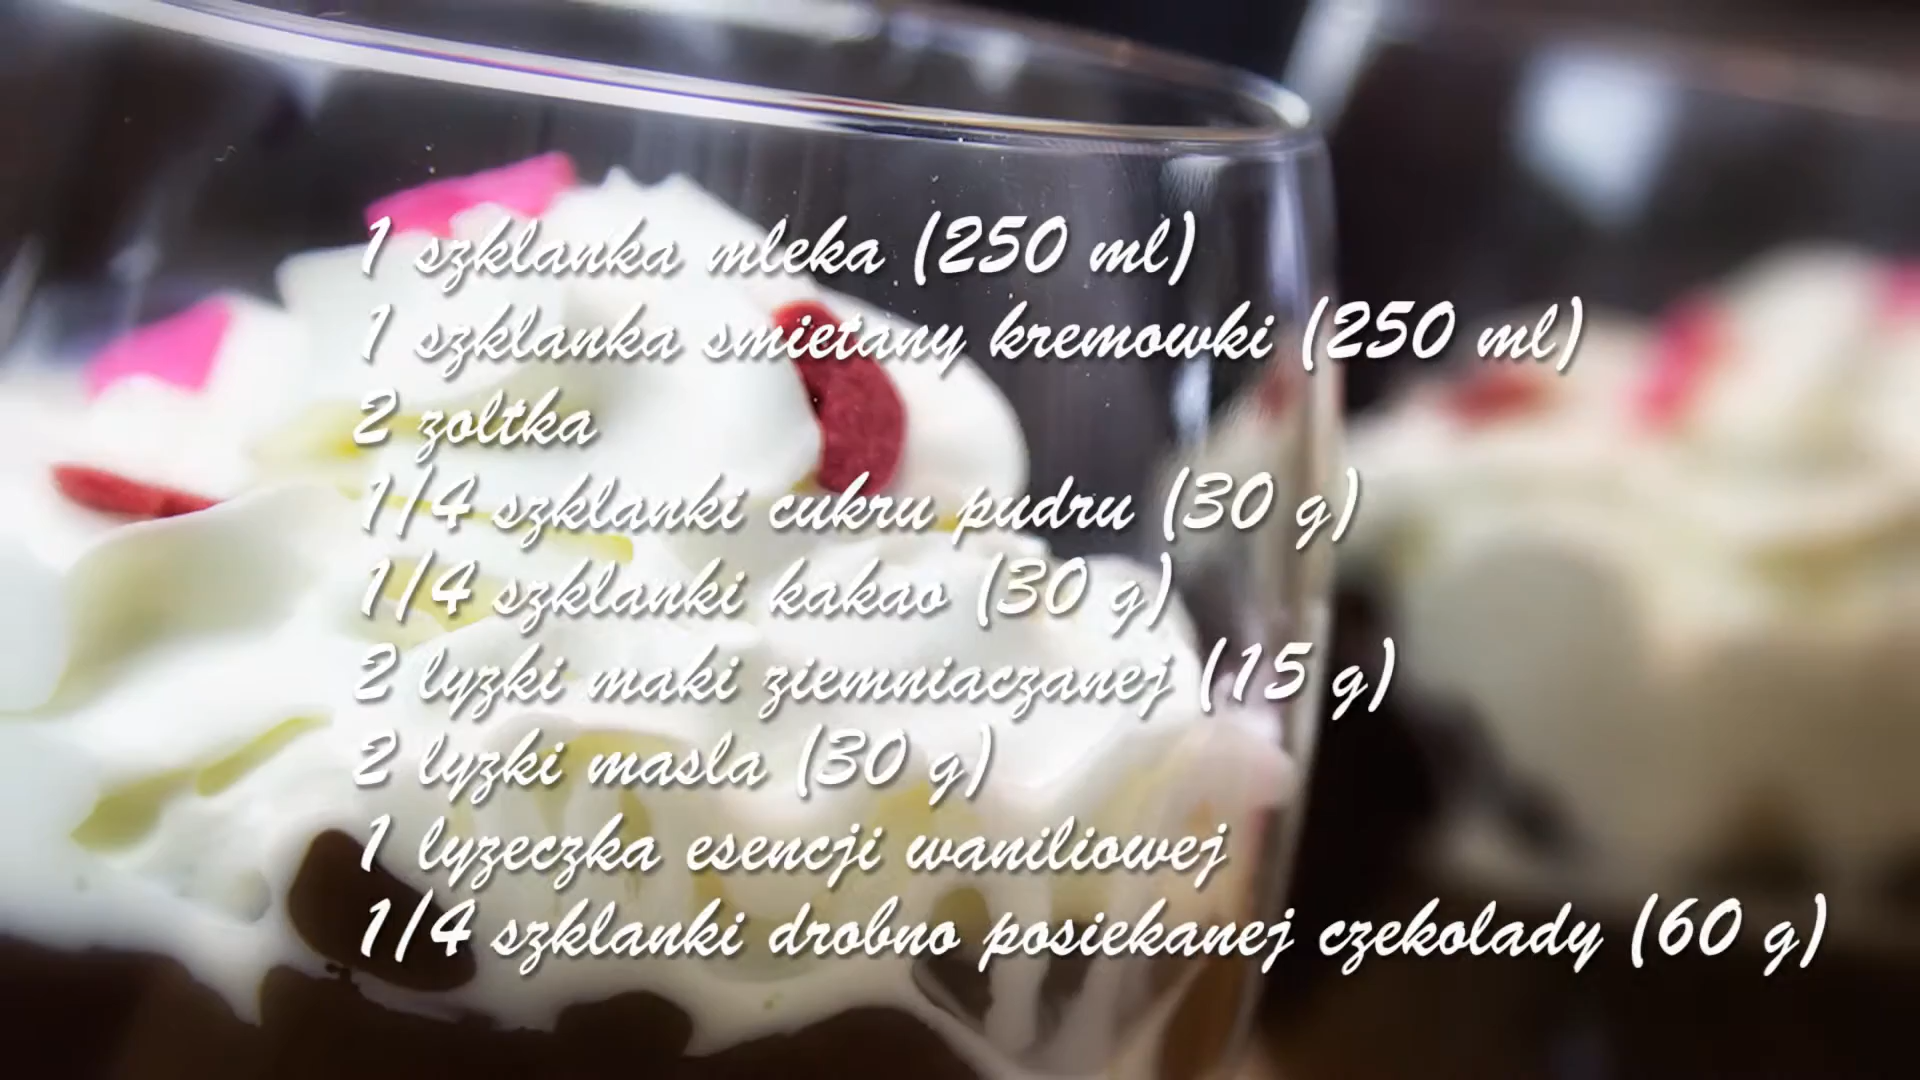 1 szklanka mleka (250 ml)
1 szklanka smietany kremowki (250 ml)
2 zoltka
1/4 szklanki cukru pudru (30 g)
1/4 szklanki kakao (30 g)
2 lyzki maki ziemniaczanej (15 g)
2 lyzki masla (30 g)
1 lyzeczka esencji waniliowej
1/4 szklanki drobno posiekanej czekolady (60 g)